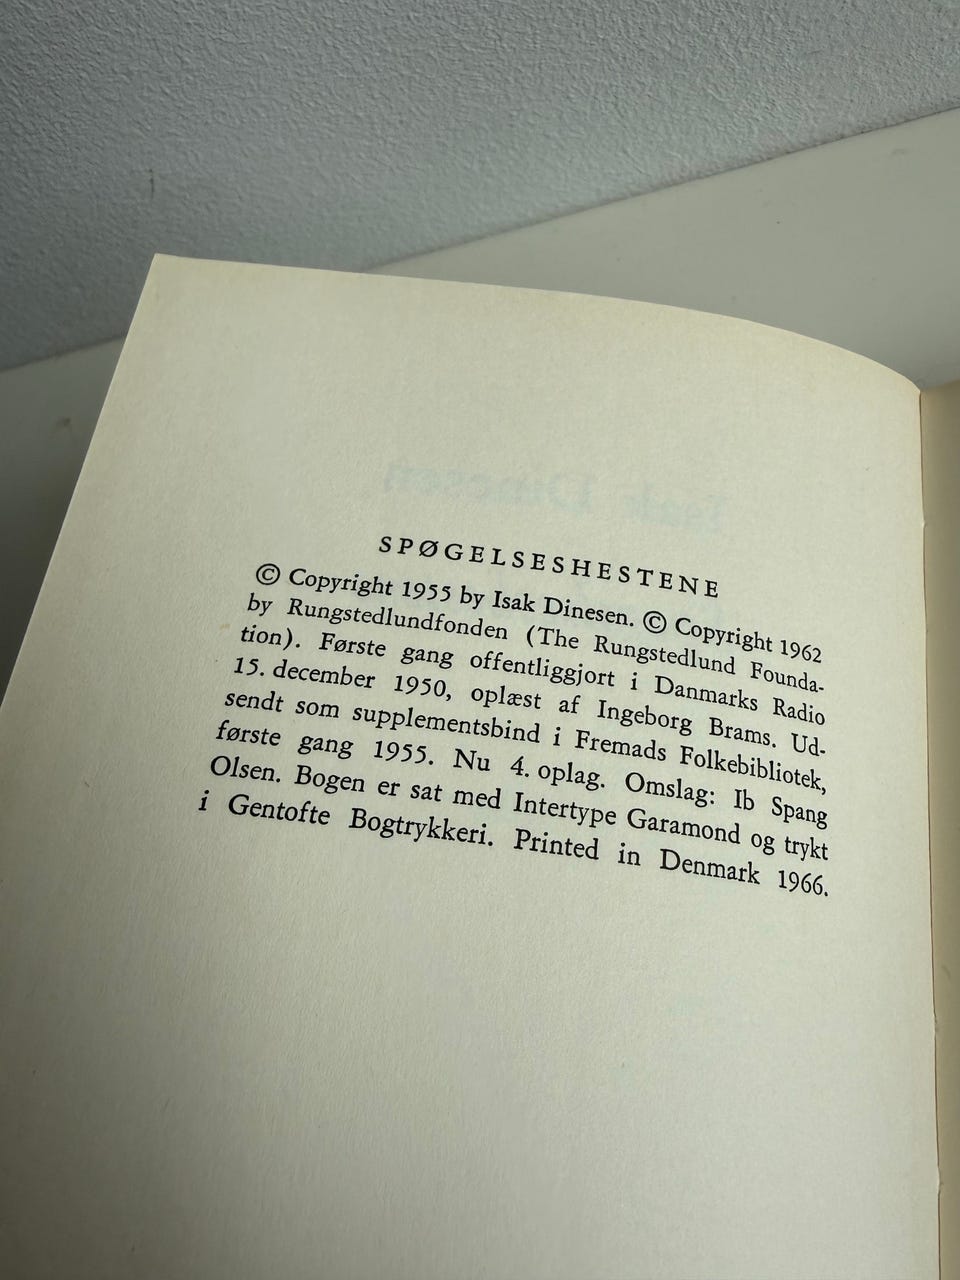 SPØGELSESHESTENE
© Copyright 1955 by Isak Dinesen. © Copyright 1962
by Rungstedlundfonden (The Rungstedlund Founda-
tion). Første gang offentliggjort i Danmarks Radio
15. december 1950, oplæst af Ingeborg Brams. Ud-
sendt som supplementsbind i Fremads Folkebibliotek,
første gang 1955. Nu 4. oplag. Omslag: Ib Spang
Olsen. Bogen er sat med Intertype Garamond og trykt
i Gentofte Bogtrykkeri. Printed in Denmark 1966.